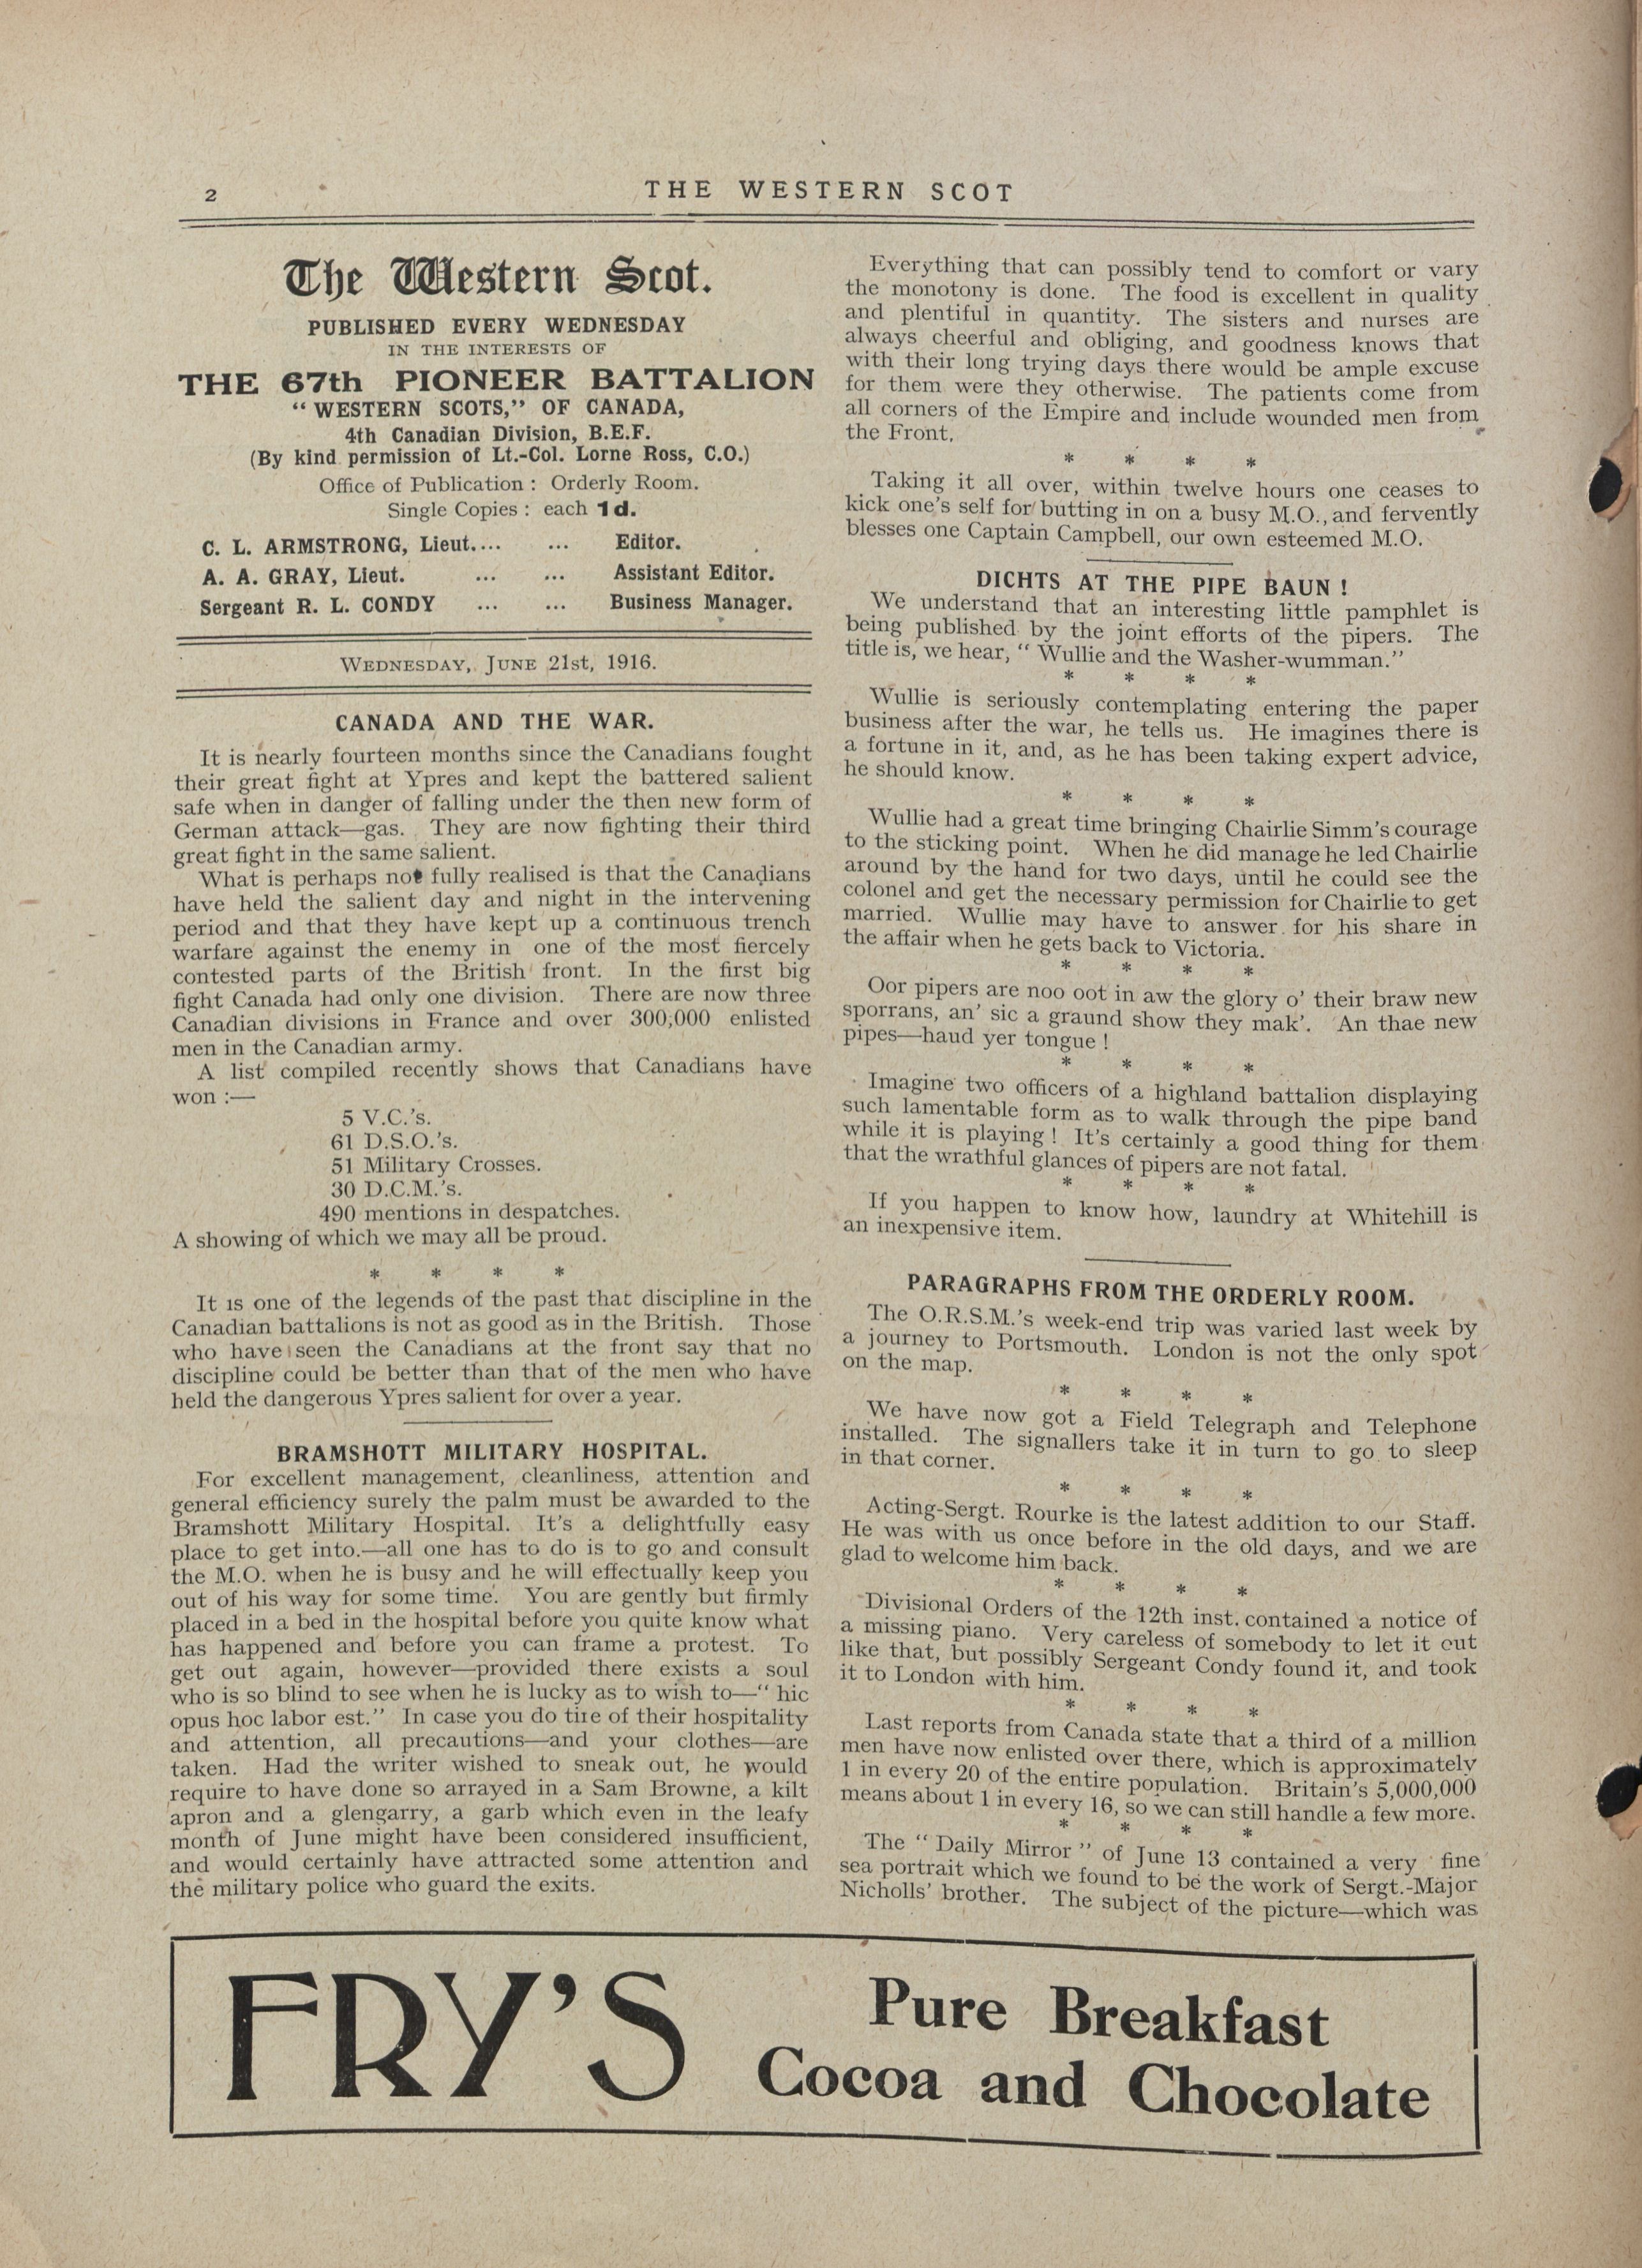 2
THE WESTERN SCOT
The Western Scot.
PUBLISHED EVERY WEDNESDAY
IN THE INTERESTS OF
THE 67th PIONEER BATTALION
“WESTERN SCOTS,” OF CANADA,
4th Canadian Division, B.E.F.
(By kind permission of Lt.-Col. Lorne Ross, C.O.)
Office of Publication : Orderly Room.
Single Copies : each 1d.
C. L. ARMSTRONG, Lieut.... ... Editor.
A. A. GRAY, Lieut. ... ... Assistant Editor.
Sergeant R. L. CONDY ... ... Business Manager.
WEDNESDAY, JUNE 21st, 1916.
CANADA AND THE WAR.
It is nearly fourteen months since the Canadians fought
their great fight at Ypres and kept the battered salient
safe when in danger of falling under the then new form of
German attack—gas. They are now fighting their third
great fight in the same salient.
What is perhaps not fully realised is that the Canadians
have held the salient day and night in the intervening
period and that they have kept up a continuous trench
warfare against the enemy in one of the most fiercely
contested parts of the British front. In the first big
fight Canada had only one division. There are now three
Canadian divisions in France and over 300,000 enlisted
men in the Canadian army.
A list compiled recently shows that Canadians have
won :—
5 V.C.'s.
61 D.S.O.'s.
51 Military Crosses.
30 D.C.M.'s.
490 mentions in despatches.
A showing of which we may all be proud.
* * * *
It is one of the legends of the past that discipline in the
Canadian battalions is not as good as in the British. Those
who have seen the Canadians at the front say that no
discipline could be better than that of the men who have
held the dangerous Ypres salient for over a year.
BRAMSHOTT MILITARY HOSPITAL.
For excellent management, cleanliness, attention and
general efficiency surely the palm must be awarded to the
Bramshott Military Hospital. It's a delightfully easy
place to get into.—all one has to do is to go and consult
the M.O. when he is busy and he will effectually keep you
out of his way for some time. You are gently but firmly
placed in a bed in the hospital before you quite know what
has happened and before you can frame a protest. To
get out again, however—provided there exists a soul
who is so blind to see when he is lucky as to wish to—“ hic
opus hoc labor est.” In case you do tire of their hospitality
and attention, all precautions—and your clothes—are
taken. Had the writer wished to sneak out, he would
require to have done so arrayed in a Sam Browne, a kilt
apron and a glengarry, a garb which even in the leafy
month of June might have been considered insufficient,
and would certainly have attracted some attention and
the military police who guard the exits.
Everything that can possibly tend to comfort or vary
the monotony is done. The food is excellent in quality
and plentiful in quantity. The sisters and nurses are
always cheerful and obliging, and goodness knows that
with their long trying days there would be ample excuse
for them were they otherwise. The patients come from
all corners of the Empire and include wounded men from
the Front.
* * * *
Taking it all over, within twelve hours one ceases to
kick one's self for butting in on a busy M.O., and fervently
blesses one Captain Campbell, our own esteemed M.O.
DICHTS AT THE PIPE BAUN !
We understand that an interesting little pamphlet is
being published by the joint efforts of the pipers. The
title is, we hear, “ Wullie and the Washer-wumman.”
* * * *
Wullie is seriously contemplating entering the paper
business after the war, he tells us. He imagines there is
a fortune in it, and, as he has been taking expert advice,
he should know.
* * * *
Wullie had a great time bringing Chairlie Simm's courage
to the sticking point. When he did manage he led Chairlie
around by the hand for two days, until he could see the
colonel and get the necessary permission for Chairlie to get
married. Wullie may have to answer for his share in
the affair when he gets back to Victoria.
* * * *
Oor pipers are noo oot in aw the glory o' their braw new
sporrans, an' sic a graund show they mak'. An thae new
pipes—haud yer tongue !
* * * *
Imagine two officers of a highland battalion displaying
such lamentable form as to walk through the pipe band
while it is playing ! It's certainly a good thing for them
that the wrathful glances of pipers are not fatal.
* * * *
If you happen to know how, laundry at Whitehill is
an inexpensive item.
PARAGRAPHS FROM THE ORDERLY ROOM.
The O.R.S.M.'s week-end trip was varied last week by
a journey to Portsmouth. London is not the only spot
on the map.
* * * *
We have now got a Field Telegraph and Telephone
installed. The signallers take it in turn to go to sleep
in that corner.
* * * *
Acting-Sergt. Rourke is the latest addition to our Staff.
He was with us once before in the old days, and we are
glad to welcome him back.
* * * *
Divisional Orders of the 12th inst. contained a notice of
a missing piano. Very careless of somebody to let it out
like that, but possibly Sergeant Condy found it, and took
it to London with him.
* * * *
Last reports from Canada state that a third of a million
men have now enlisted over there, which is approximately
1 in every 20 of the entire population. Britain's 5,000,000
means about 1 in every 16, so we can still handle a few more.
* * * *
The “ Daily Mirror ” of June 13 contained a very fine
sea portrait which we found to be the work of Sergt.-Major
Nicholls' brother. The subject of the picture—which was
FRY'S
Pure Breakfast
Cocoa and Chocolate